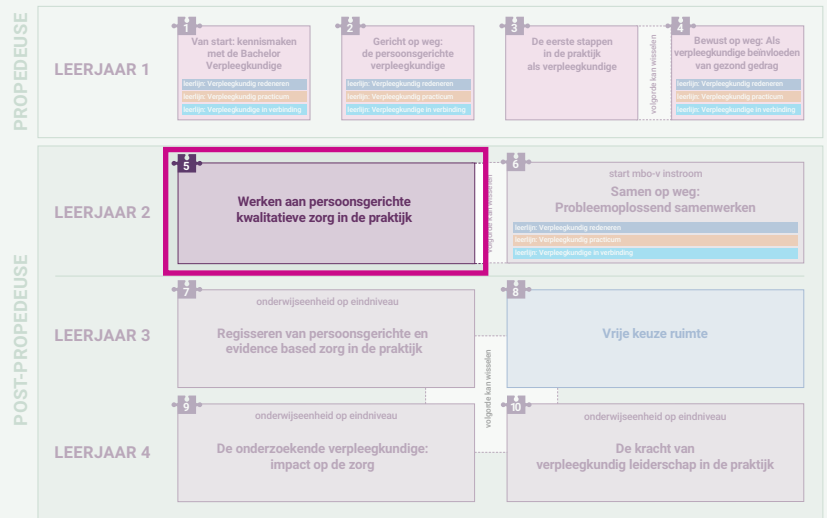 PROPEDEUSE
LEERJAAR 1
1
Van start: kennismaken
met de Bachelor
Verpleegkundige
leerlijn: Verpleegkundig redeneren
leerlijn: Verpleegkundig practicum
leerlijn: Verpleegkundige in verbinding
2
Gericht op weg:
de persoonsgerichte
verpleegkundige
leerlijn: Verpleegkundig redeneren
leerlijn: Verpleegkundig practicum
leerlijn: Verpleegkundige in verbinding
3
De eerste stappen
in de praktijk
als verpleegkundige
volgorde kan wisselen
4
Bewust op weg: Als
verpleegkundige beïnvloeden
van gezond gedrag
leerlijn: Verpleegkundig redeneren
leerlijn: Verpleegkundig practicum
leerlijn: Verpleegkundige in verbinding
POST-PROPEDEUSE
LEERJAAR 2
5
Werken aan persoonsgerichte
kwalitatieve zorg in de praktijk
volgorde kan wisselen
6
start mbo-v instroom
Samen op weg:
Probleemoplossend samenwerken
leerlijn: Verpleegkundig redeneren
leerlijn: Verpleegkundig practicum
leerlijn: Verpleegkundige in verbinding
LEERJAAR 3
7
onderwijseenheid op eindniveau
Regisseren van persoonsgerichte en
evidence based zorg in de praktijk
volgorde kan wisselen
8
Vrije keuze ruimte
LEERJAAR 4
9
onderwijseenheid op eindniveau
De onderzoekende verpleegkundige:
impact op de zorg
10
onderwijseenheid op eindniveau
De kracht van
verpleegkundig leiderschap in de praktijk